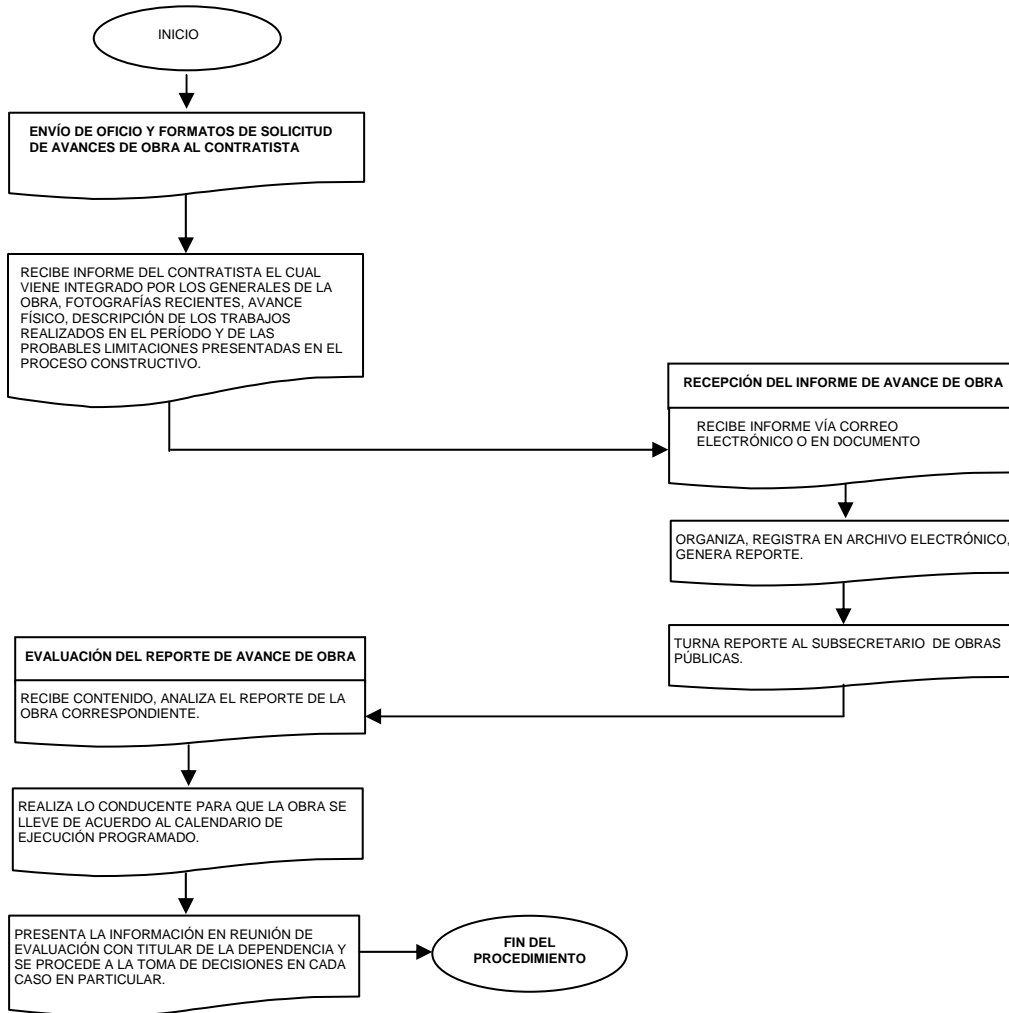 INICIO
ENVÍO DE OFICIO Y FORMATOS DE SOLICITUD
DE AVANCES DE OBRA AL CONTRATISTA
RECIBE INFORME DEL CONTRATISTA EL CUAL
VIENE INTEGRADO POR LOS GENERALES DE LA
OBRA, FOTOGRAFÍAS RECIENTES, AVANCE
FÍSICO, DESCRIPCIÓN DE LOS TRABAJOS
REALIZADOS EN EL PERÍODO Y DE LAS
PROBABLES LIMITACIONES PRESENTADAS EN EL
PROCESO CONSTRUCTIVO.
RECEPCIÓN DEL INFORME DE AVANCE DE OBRA
RECIBE INFORME VÍA CORREO
ELECTRÓNICO O EN DOCUMENTO
ORGANIZA, REGISTRA EN ARCHIVO ELECTRÓNICO,
GENERA REPORTE.
TURNA REPORTE AL SUBSECRETARIO DE OBRAS
PÚBLICAS.
EVALUACIÓN DEL REPORTE DE AVANCE DE OBRA
RECIBE CONTENIDO, ANALIZA EL REPORTE DE LA
OBRA CORRESPONDIENTE.
REALIZA LO CONDUCENTE PARA QUE LA OBRA SE
LLEVE DE ACUERDO AL CALENDARIO DE
EJECUCIÓN PROGRAMADO.
PRESENTA LA INFORMACIÓN EN REUNIÓN DE
EVALUACIÓN CON TITULAR DE LA DEPENDENCIA Y
SE PROCEDE A LA TOMA DE DECISIONES EN CADA
CASO EN PARTICULAR.
FIN DEL
PROCEDIMIENTO